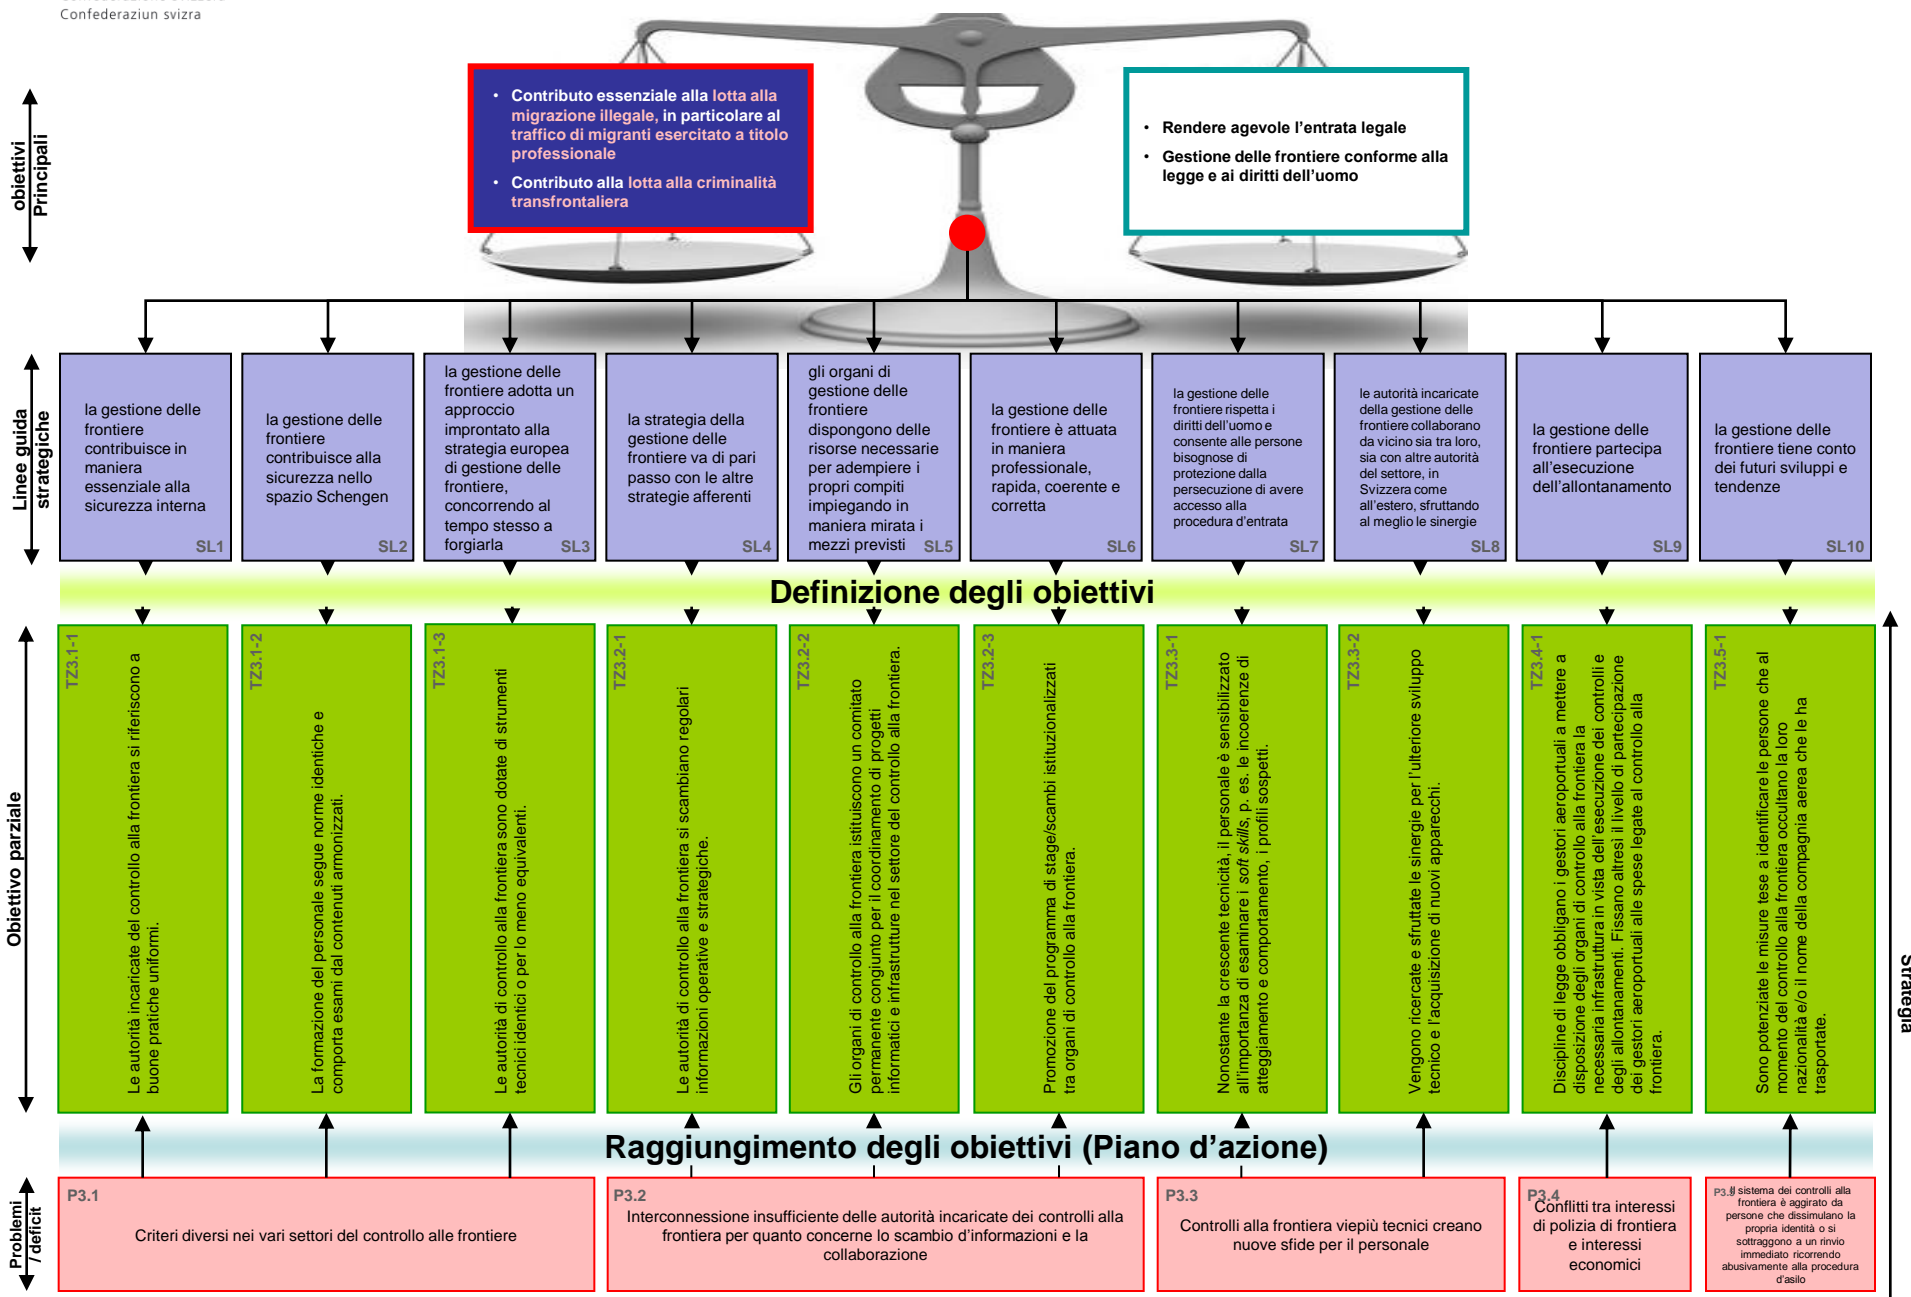 Confederaziun svizra
obiettivi
Principali
• Contributo essenziale alla lotta alla
migrazione illegale, in particolare al
traffico di migranti esercitato a titolo
professionale
• Contributo alla lotta alla criminalità
transfrontaliera
• Rendere agevole l'entrata legale
• Gestione delle frontiere conforme alla
legge e ai diritti dell'uomo
Linee guida
strategiche
la gestione delle
frontiere
contribuisce in
maniera
essenziale alla
sicurezza interna
SL1
la gestione delle
frontiere
contribuisce alla
sicurezza nello
spazio Schengen
SL2
la gestione delle
frontiere adotta un
approccio
improntato alla
strategia europea
di gestione delle
frontiere,
concorrendo al
tempo stesso a
forgiarla
SL3
la strategia della
gestione delle
frontiere va di pari
passo con le altre
strategie afferenti
SL4
gli organi di
gestione delle
frontiere
dispongono delle
risorse necessarie
per adempiere i
propri compiti
impiegando in
maniera mirata i
mezzi previsti
SL5
la gestione delle
frontiere è attuata
in maniera
professionale,
rapida, coerente e
corretta
SL6
la gestione delle
frontiere rispetta i
diritti dell'uomo e
consente alle persone
bisognose di
protezione dalla
persecuzione di avere
accesso alla
procedura d'entrata
SL7
le autorità incaricate
della gestione delle
frontiere collaborano
da vicino sia tra loro,
sia con altre autorità
del settore, in
Svizzera come
all'estero, sfruttando
al meglio le sinergie
SL8
la gestione delle
frontiere partecipa
all'esecuzione
dell'allontanamento
SL9
la gestione delle
frontiere tiene conto
dei futuri sviluppi e
tendenze
SL10
Definizione degli obiettivi
Obiettivo parziale
TZ3.1-1
Le autorità incaricate del controllo alla frontiera si riferiscono a
buone pratiche uniformi.
TZ3.1-2
La formazione del personale segue norme identiche e
comporta esami dal contenuti armonizzati.
TZ3.1-3
Le autorità di controllo alla frontiera sono dotate di strumenti
tecnici identici o per lo meno equivalenti.
TZ3.2-1
Le autorità di controllo alla frontiera si scambiano regolari
informazioni operative e strategiche.
TZ3.2-2
Gli organi di controllo alla frontiera istituiscono un comitato
permanente congiunto per il coordinamento di progetti
informatici e infrastrutture nel settore del controllo alla frontiera.
TZ3.2-3
Promozione del programma di stage/scambi istituzionalizzati
tra organi di controllo alla frontiera.
TZ3.3-1
Nonostante la crescente tecnicità, il personale è sensibilizzato
all'importanza di esaminare i soft skills, p. es. le incoerenze di
atteggiamento e comportamento, i profili sospetti.
TZ3.3-2
Vengono ricercate e sfruttate le sinergie per l'ulteriore sviluppo
tecnico e l'acquisizione di nuovi apparecchi.
TZ3.4-1
Discipline di legge obbligano i gestori aeroportuali a mettere a
disposizione degli organi di controllo alla frontiera la
necessaria infrastruttura in vista dell'esecuzione dei controlli e
degli allontanamenti. Fissano altresì il livello di partecipazione
dei gestori aeroportuali alle spese legate al controllo alla
frontiera.
TZ3.5-1
Sono potenziate le misure tese a identificare le persone che al
momento del controllo alla frontiera occultano la loro
nazionalità e/o il nome della compagnia aerea che le ha
trasportate.
Strategia
Raggiungimento degli obiettivi (Piano d'azione)
Problemi
/ deficit
P3.1
Criteri diversi nei vari settori del controllo alle frontiere
P3.2
Interconnessione insufficiente delle autorità incaricate dei controlli alla
frontiera per quanto concerne lo scambio d'informazioni e la
collaborazione
P3.3
Controlli alla frontiera viepiù tecnici creano
nuove sfide per il personale
P3.4
Conflitti tra interessi
di polizia di frontiera
e interessi
economici
P3.5
Il sistema dei controlli alla
frontiera è aggirato da
persone che dissimulano la
propria identità o si
sottraggono a un rinvio
immediato ricorrendo
abusivamente alla procedura
d'asilo